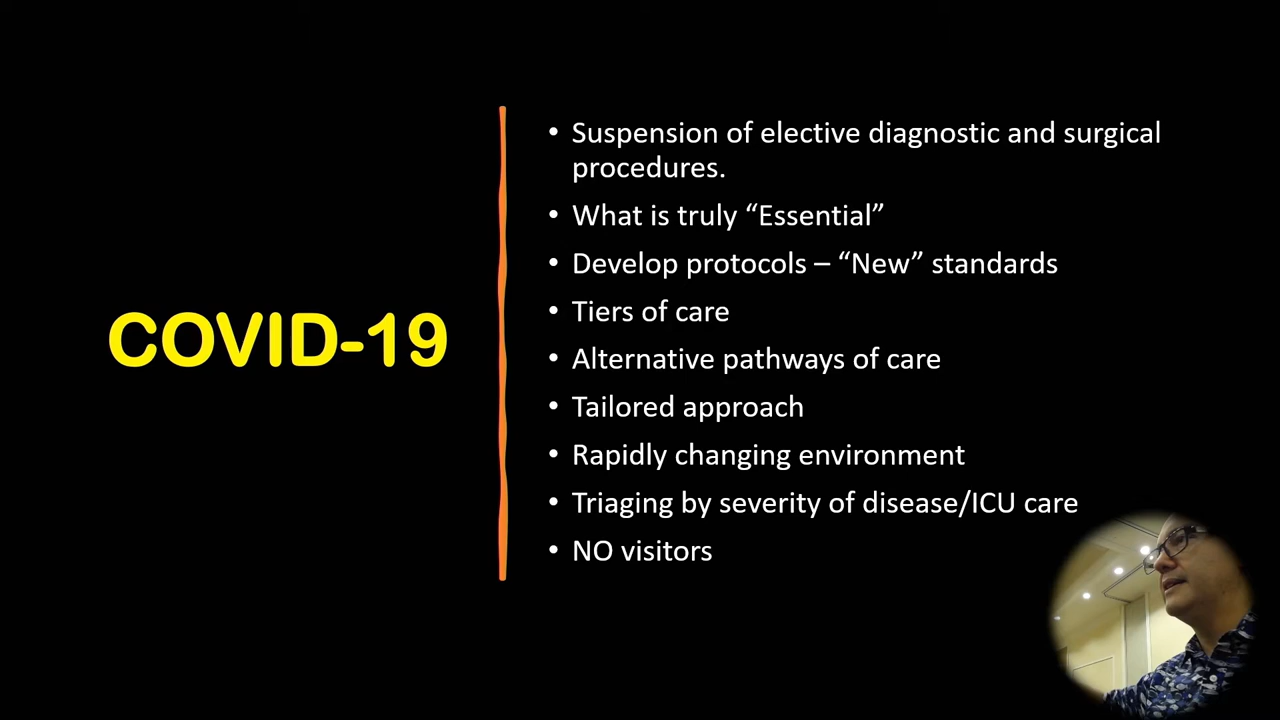 COVID-19
• Suspension of elective diagnostic and surgical
procedures.
• What is truly “Essential”
• Develop protocols – “New” standards
• Tiers of care
• Alternative pathways of care
• Tailored approach
• Rapidly changing environment
• Triaging by severity of disease/ICU care
• NO visitors